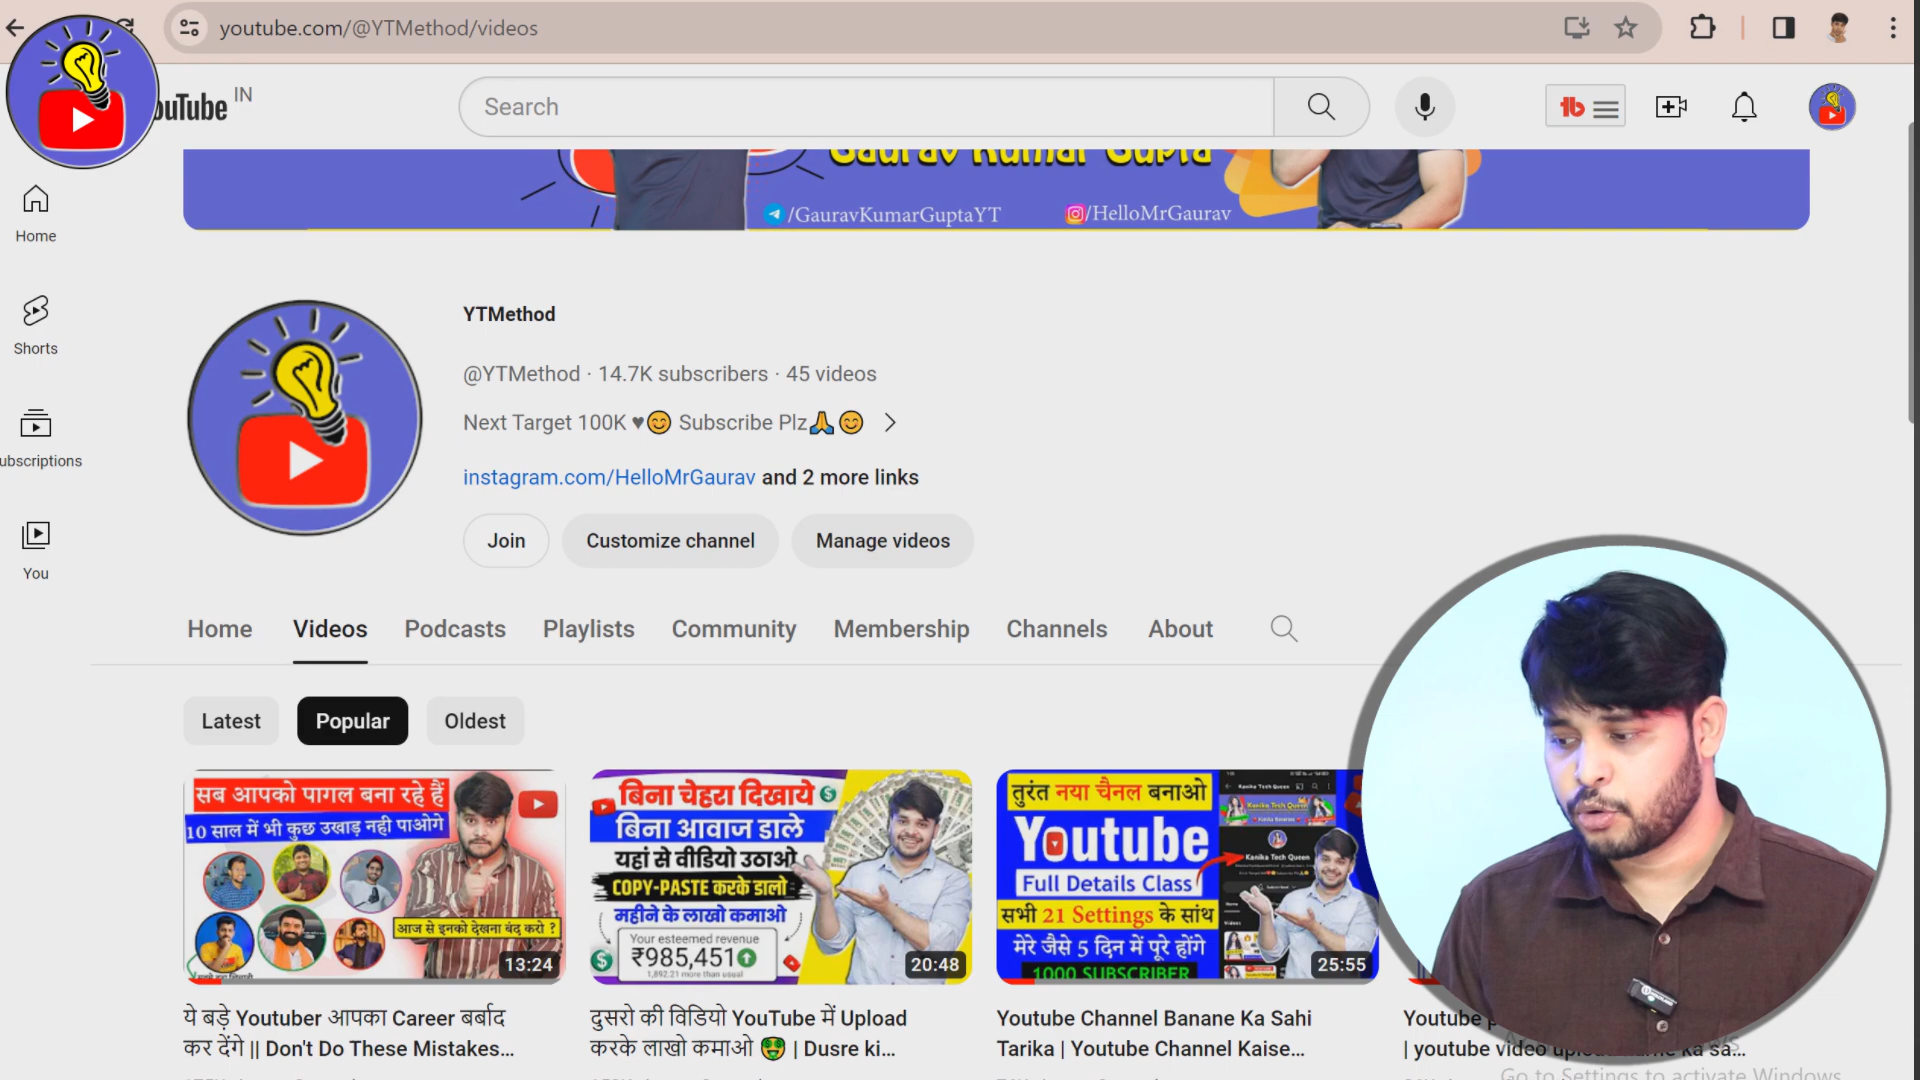 youtube.com/@YTMethod/videos
ouTube IN
Search
Gaurav Kumar Gupta
/GauravKumarGuptaYT
/HelloMrGaurav
Home
Shorts
ubscriptions
You
YTMethod
@YTMethod · 14.7K subscribers · 45 videos
Next Target 100K ♥😊 Subscribe Plz🙏😊
instagram.com/HelloMrGaurav and 2 more links
Join
Customize channel
Manage videos
Home
Videos
Podcasts
Playlists
Community
Membership
Channels
About
Latest
Popular
Oldest
सब आपको पागल बना रहे हैं
10 साल में भी कुछ उखाड़ नही पाओगे
आज से इनको देखना बंद करो ?
13:24
ये बड़े Youtuber आपका Career बर्बाद
कर देंगे || Don't Do These Mistakes...
बिना चेहरा दिखाये
बिना आवाज डाले
यहां से वीडियो उठाओ
COPY-PASTE करके डालो
महीने के लाखो कमाओ
Your esteemed revenue
₹985,451
1,892.21 more than usual
20:48
दुसरो की विडियो YouTube में Upload
करके लाखो कमाओ 🤑 | Dusre ki...
तुरंत नया चैनल बनाओ
Youtube
Full Details Class
सभी 21 Settings के सांथ
मेरे जैसे 5 दिन में पूरे होंगे
1000 SUBSCRIBER
Kanika Tech Queen
Kanika Tech Queen
Kanika Tech Queen
25:55
Youtube Channel Banane Ka Sahi
Tarika | Youtube Channel Kaise...
Youtube
| youtube video ka sa...
Go to Settings to activate Windows